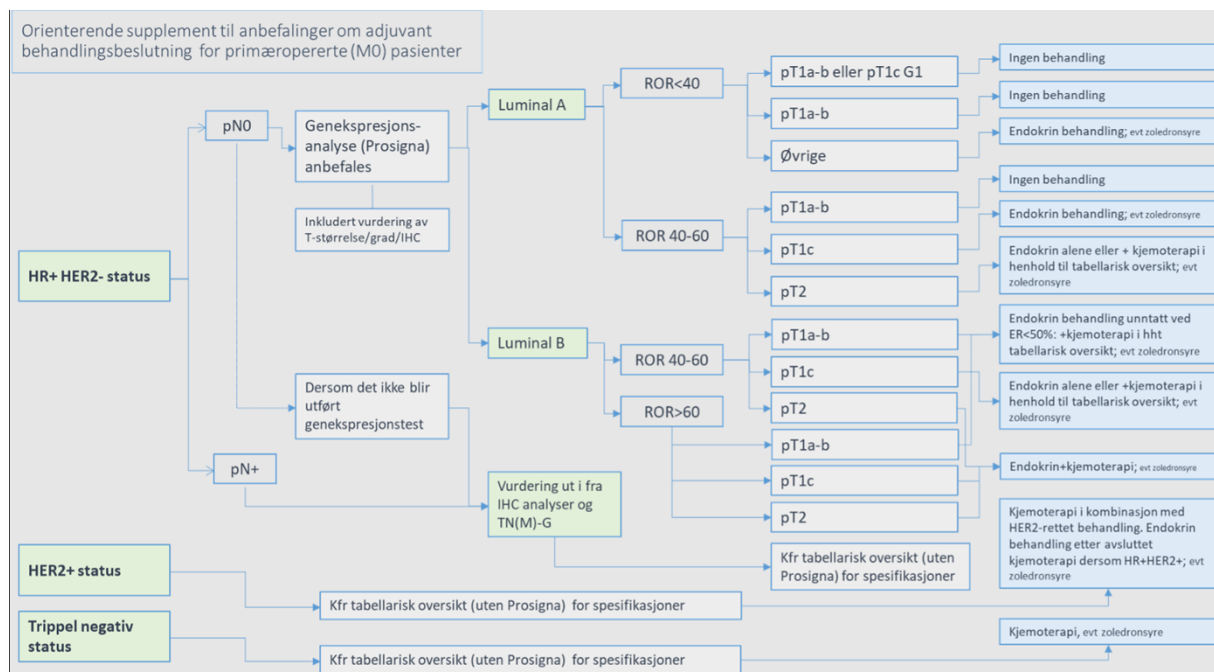 Orienterende supplement til anbefalinger om adjuvant
behandlingsbeslutning for primæropererte (M0) pasienter
HR+ HER2- status
pN0
Genekspresjons-
analyse (Prosigna)
anbefales
Inkludert vurdering av
T-størrelse/grad/IHC
Dersom det ikke blir
utført
genekspresjonstest
pN+
Luminal A
ROR<40
pT1a-b eller pT1c G1
Ingen behandling
pT1a-b
Ingen behandling
Øvrige
Endokrin behandling; evt zoledronsyre
ROR 40-60
pT1a-b
Ingen behandling
pT1c
Endokrin behandling; evt zoledronsyre
pT2
Endokrin alene eller + kjemoterapi i
henhold til tabellarisk oversikt; evt
zoledronsyre
Luminal B
ROR 40-60
pT1a-b
Endokrin behandling unntatt ved
ER<50%: +kjemoterapi i hht
tabellarisk oversikt; evt zoledronsyre
pT1c
Endokrin alene eller +kjemoterapi i
henhold til tabellarisk oversikt; evt
zoledronsyre
pT2
ROR>60
pT1a-b
pT1c
pT2
Endokrin+kjemoterapi; evt zoledronsyre
Vurdering ut i fra
IHC analyser og
TN(M)-G
Kfr tabellarisk oversikt (uten
Prosigna) for spesifikasjoner
HER2+ status
Kfr tabellarisk oversikt (uten Prosigna) for spesifikasjoner
Kjemoterapi i kombinasjon med
HER2-rettet behandling. Endokrin
behandling etter avsluttet
kjemoterapi dersom HR+HER2+; evt
zoledronsyre
Trippel negativ
status
Kfr tabellarisk oversikt (uten Prosigna) for spesifikasjoner
Kjemoterapi, evt zoledronsyre